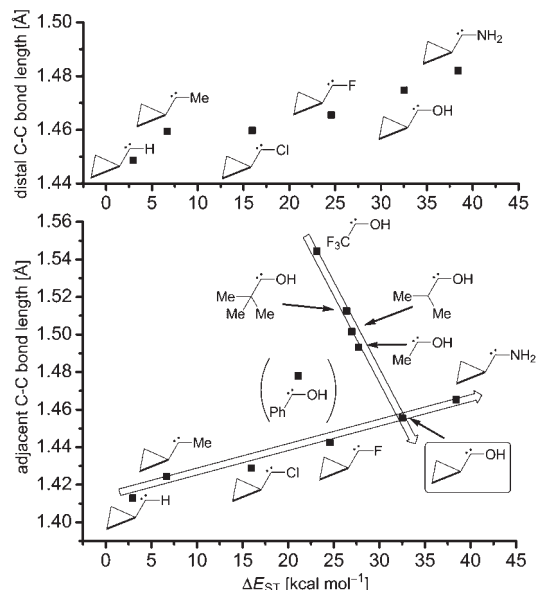 distal C-C bond length [Å]
1.50
1.48
1.46
1.44
NH₂
Me
F
OH
H
Cl
0 5 10 15 20 25 30 35 40 45
adjacent C-C bond length [Å]
1.56
1.54
1.52
1.50
1.48
1.46
1.44
1.42
1.40
F₃C OH
Me OH
Me Me
Me OH
Me
Me OH
NH₂
Ph OH
Me
F
OH
Cl
H
0 5 10 15 20 25 30 35 40 45
ΔE_ST [kcal mol⁻¹]